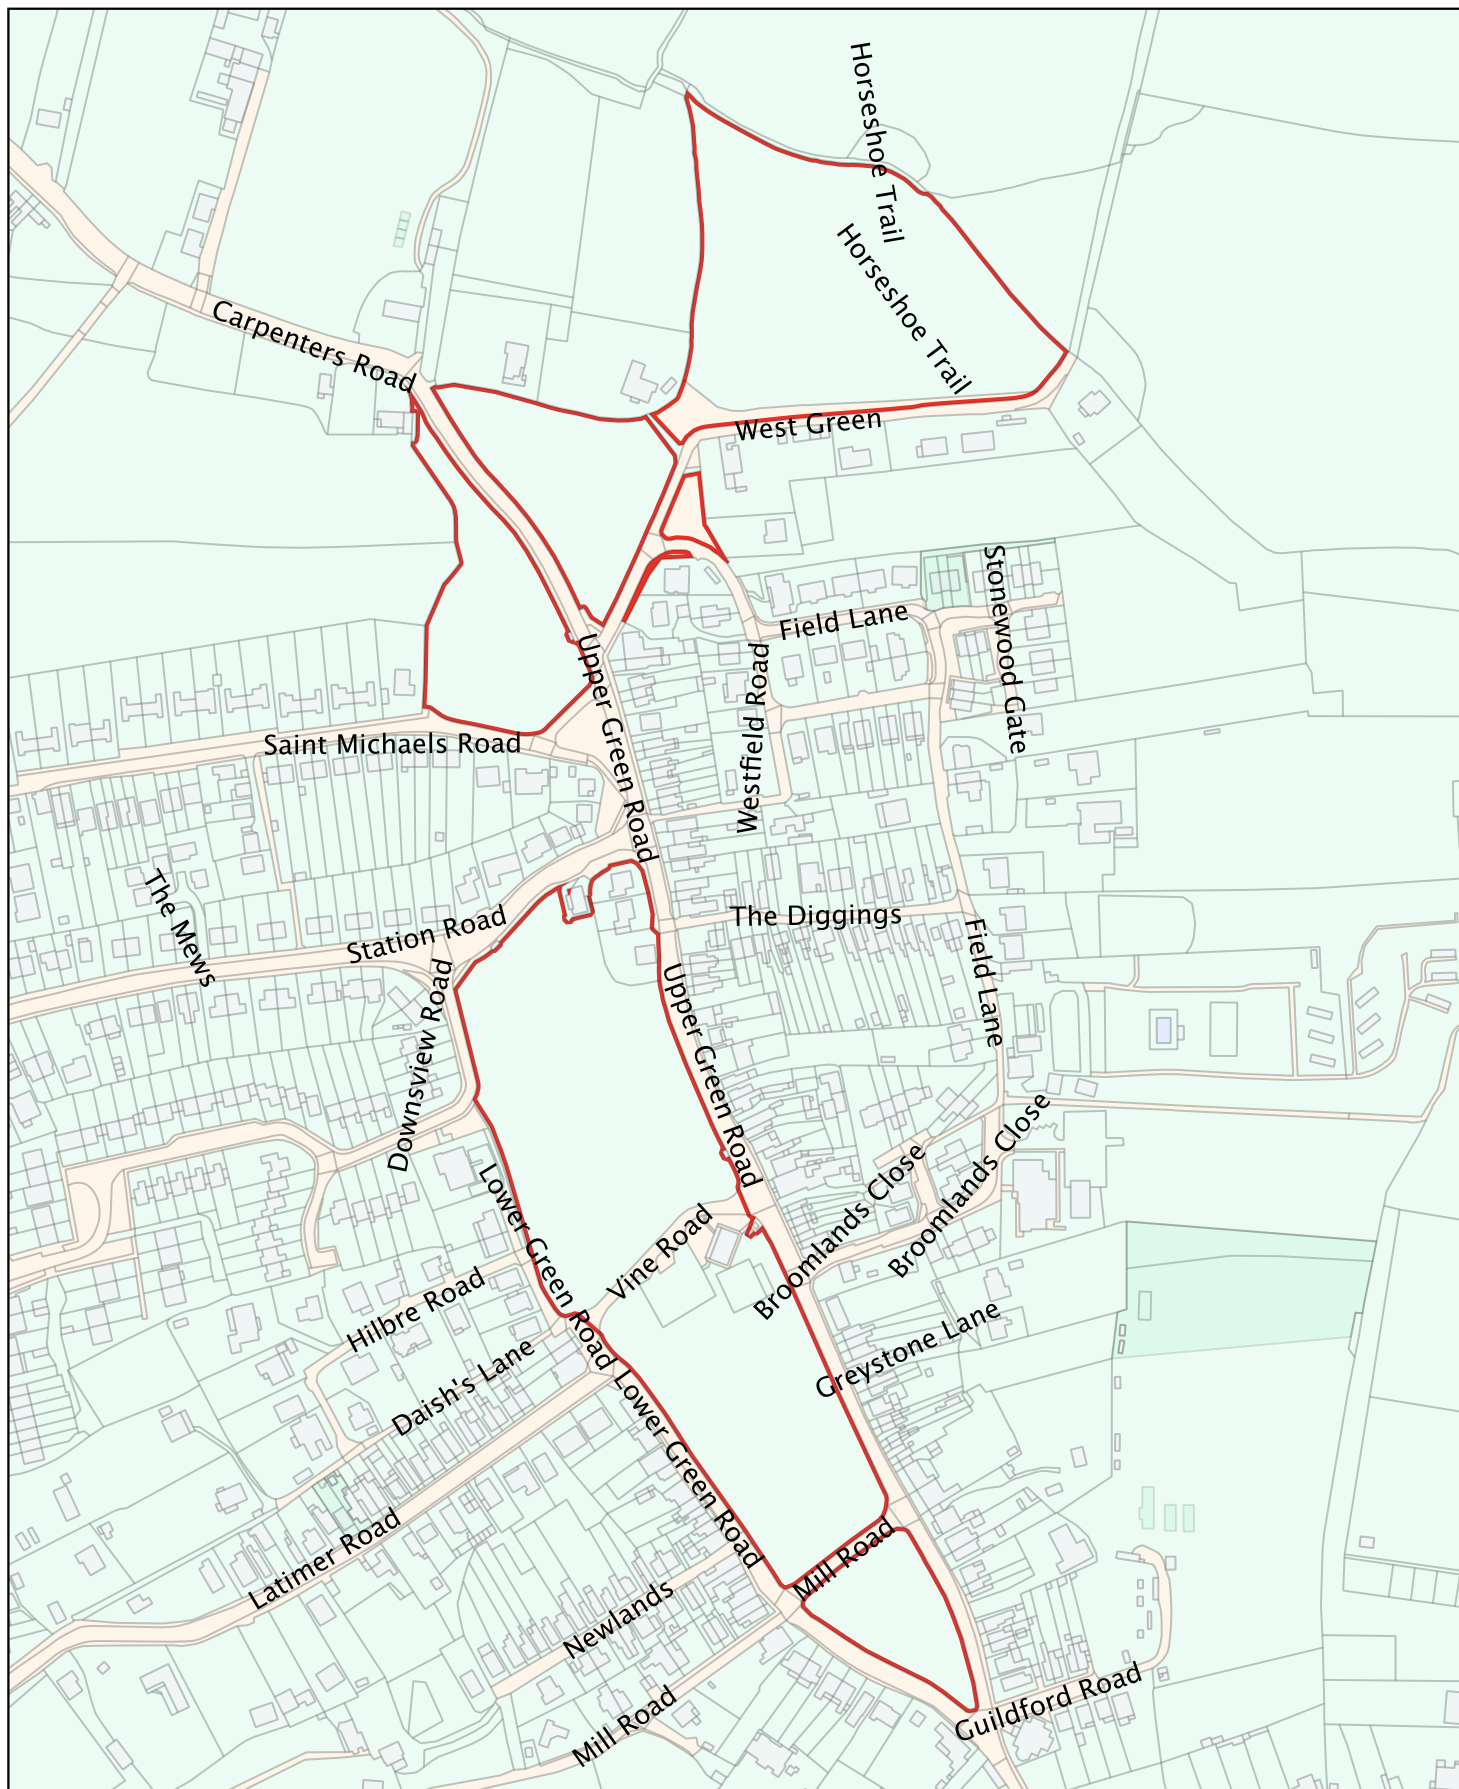 Horseshoe Trail
Horseshoe Trail
Carpenters Road
West Green
Stonewood Gate
Field Lane
Westfield Road
Upper Green Road
Saint Michaels Road
The Mews
Station Road
The Diggings
Field Lane
Downsview Road
Upper Green Road
Broomlands Close
Broomlands Close
Lower Green Road
Vine Road
Hilbre Road
Greystone Lane
Daish's Lane
Lower Green Road
Latimer Road
Mill Road
Newlands
Guildford Road
Mill Road